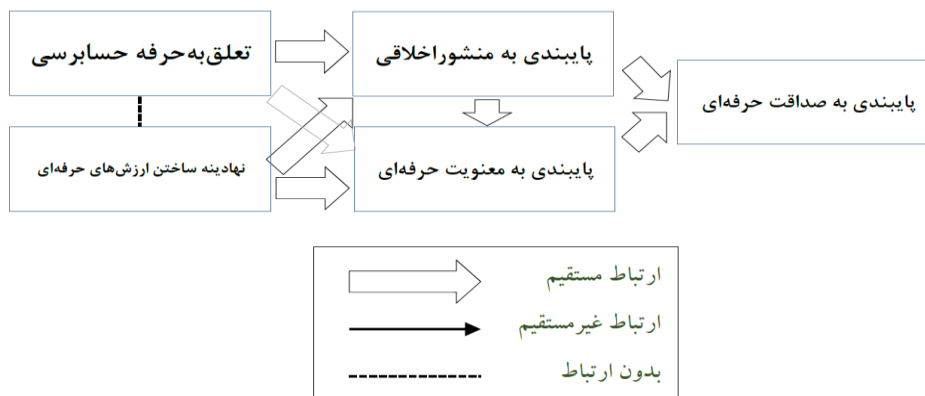 تعلق‌به‌حرفه حسابرسی
پایبندی به منشوراخلاقی
پایبندی به صداقت حرفه‌ای
نهادینه ساختن ارزش‌های حرفه‌ای
پایبندی به معنویت حرفه‌ای
ارتباط مستقیم
ارتباط غیرمستقیم
بدون ارتباط